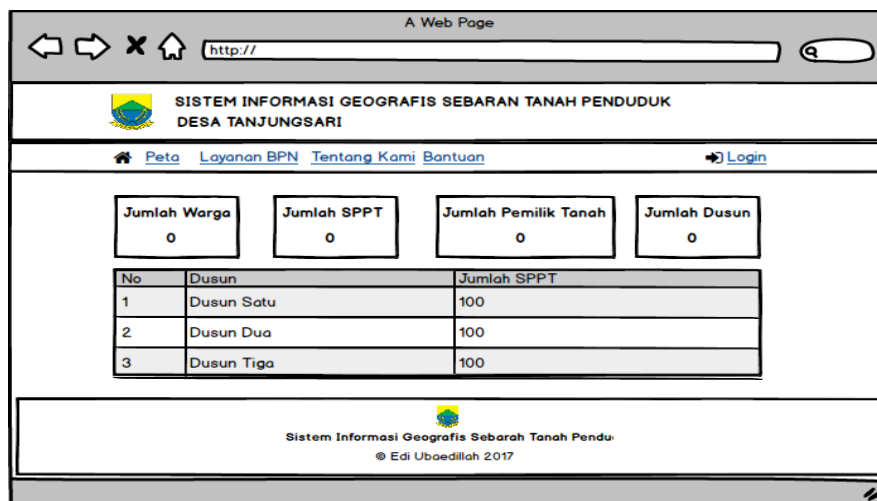 A Web Page
http://
SISTEM INFORMASI GEOGRAFIS SEBARAN TANAH PENDUDUK
DESA TANJUNGSARI
Peta Layanan BPN Tentang Kami Bantuan Login
Jumlah Warga Jumlah SPPT Jumlah Pemilik Tanah Jumlah Dusun
0 0 0 0
No Dusun Jumlah SPPT
1 Dusun Satu 100
2 Dusun Dua 100
3 Dusun Tiga 100
Sistem Informasi Geografis Sebarah Tanah Pendu
© Edi Ubaedillah 2017